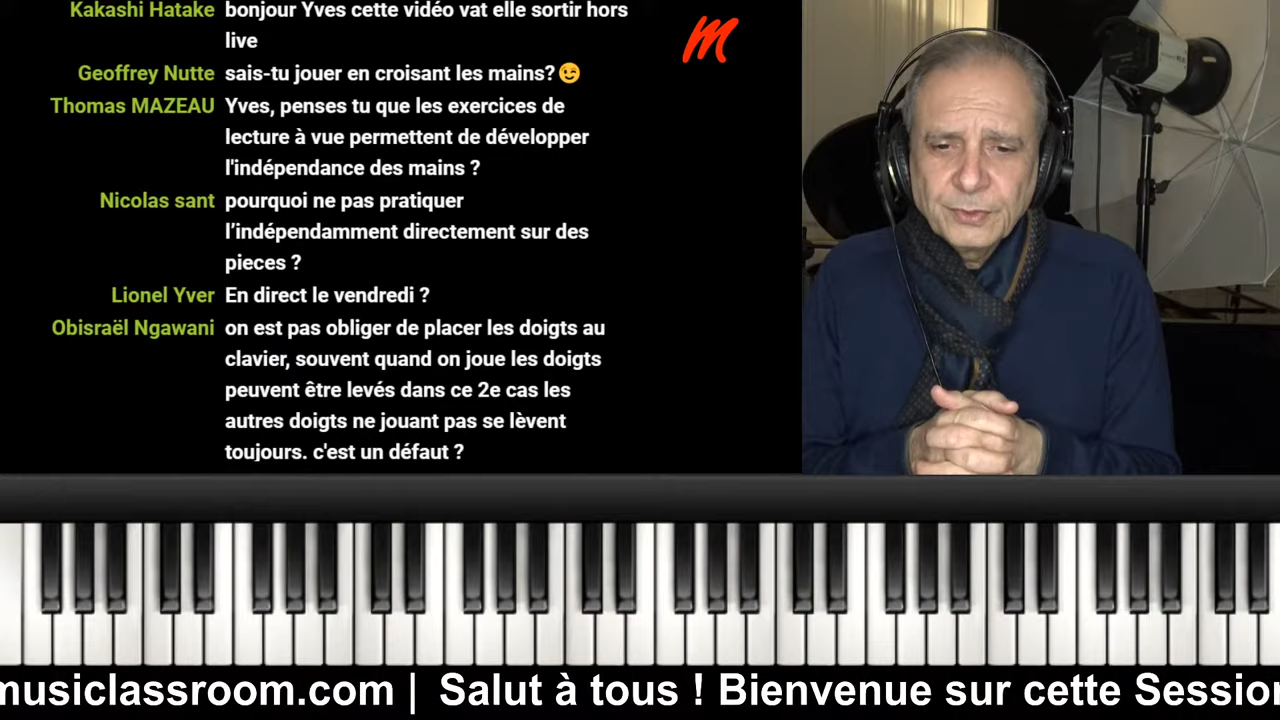 Kakashi Hatake bonjour Yves cette vidéo vat elle sortir hors
live
Geoffrey Nutte sais-tu jouer en croisant les mains?😉
Thomas MAZEAU Yves, penses tu que les exercices de
lecture à vue permettent de développer
l'indépendance des mains ?
Nicolas sant pourquoi ne pas pratiquer
l’indépendamment directement sur des
pieces ?
Lionel Yver En direct le vendredi ?
Obisraël Ngawani on est pas obliger de placer les doigts au
clavier, souvent quand on joue les doigts
peuvent être levés dans ce 2e cas les
autres doigts ne jouant pas se lèvent
toujours. c'est un défaut ?
m
musiclassroom.com | Salut à tous ! Bienvenue sur cette Session